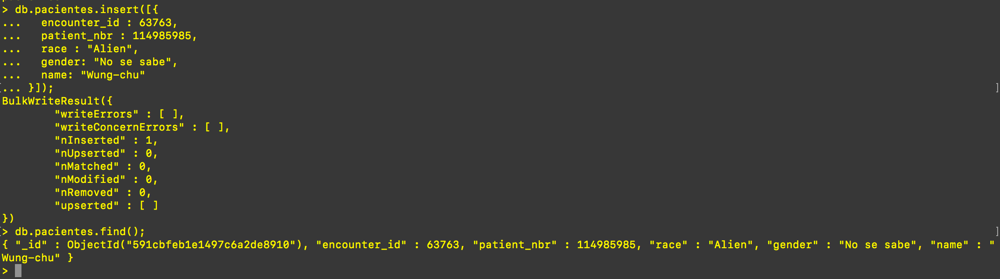 > db.pacientes.insert([{
...   encounter_id : 63763,
...   patient_nbr : 114985985,
...   race : "Alien",
...   gender: "No se sabe",
...   name: "Wung-chu"
[... }]); ]
BulkWriteResult({
        "writeErrors" : [ ],
        "writeConcernErrors" : [ ],
        "nInserted" : 1,
        "nUpserted" : 0,
        "nMatched" : 0,
        "nModified" : 0,
        "nRemoved" : 0,
        "upserted" : [ ]
})
[> db.pacientes.find(); ]
{ "_id" : ObjectId("591cbfeb1e1497c6a2de8910"), "encounter_id" : 63763, "patient_nbr" : 114985985, "race" : "Alien", "gender" : "No se sabe", "name" : "
Wung-chu" }
>